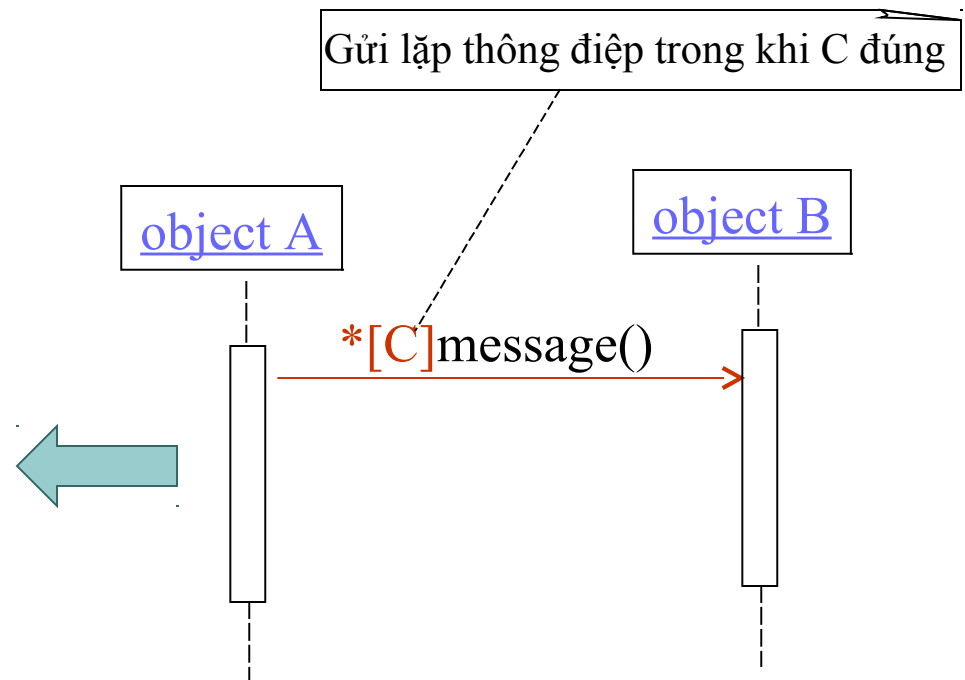 Gửi lặp thông điệp trong khi C đúng
object A
object B
*[C]message()